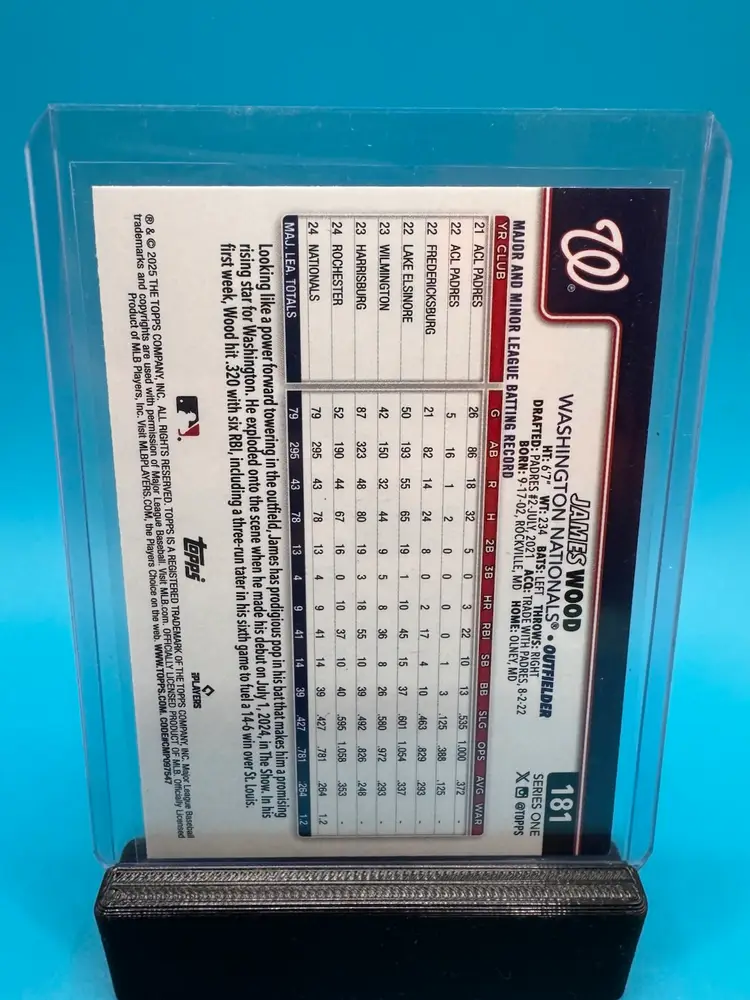 W®
181
SERIES ONE
X @TOPPS
JAMES WOOD
WASHINGTON NATIONALS® • OUTFIELDER
HT: 6'7" WT: 234 BATS: LEFT THROWS: RIGHT
DRAFTED: PADRES #2-JULY, 2021 ACQ: TRADE WITH PADRES, 8-2-22
BORN: 9-17-02, ROCKVILLE, MD HOME: OLNEY, MD
MAJOR AND MINOR LEAGUE BATTING RECORD
YR CLUB G AB R H 2B 3B HR RBI SB BB SLG OPS AVG WAR
21 ACL PADRES 26 86 18 32 5 0 3 22 10 13 .535 1.000 .372 -
22 ACL PADRES 5 16 1 2 0 0 0 0 1 3 .125 .388 .125 -
22 FREDERICKSBURG 21 82 14 24 8 0 2 17 4 10 .463 .829 .293 -
22 LAKE ELSINORE 50 193 55 65 19 1 10 45 15 37 .601 1.054 .337 -
23 WILMINGTON 42 150 32 44 9 5 8 36 8 26 .580 .972 .293 -
23 HARRISBURG 87 323 48 80 19 3 18 55 10 39 .492 .826 .248 -
24 ROCHESTER 52 190 44 67 16 0 10 37 10 40 .595 1.058 .353 -
24 NATIONALS 79 295 43 78 13 4 9 41 14 39 .427 .781 .264 1.2
MAJ. LEA. TOTALS 79 295 43 78 13 4 9 41 14 39 .427 .781 .264 1.2
Looking like a power forward towering in the outfield, James has prodigious pop in his bat that makes him a promising
rising star for Washington. He exploded onto the scene when he made his debut on July 1, 2024, in The Show. In his
first week, Wood hit .320 with six RBI, including a three-run tater in his sixth game to fuel a 14-6 win over St. Louis.
TOPPS
PLAYERS
® & © 2025 THE TOPPS COMPANY, INC. ALL RIGHTS RESERVED. TOPPS IS A REGISTERED TRADEMARK OF THE TOPPS COMPANY, INC. Major League Baseball
trademarks and copyrights are used with permission of Major League Baseball. Visit MLB.com. OFFICIALLY LICENSED PRODUCT OF MLB. Officially Licensed
Product of MLB Players, Inc. Visit MLBPLAYERS.COM, the Players Choice on the web. WWW.TOPPS.COM. CODE#CMP097547